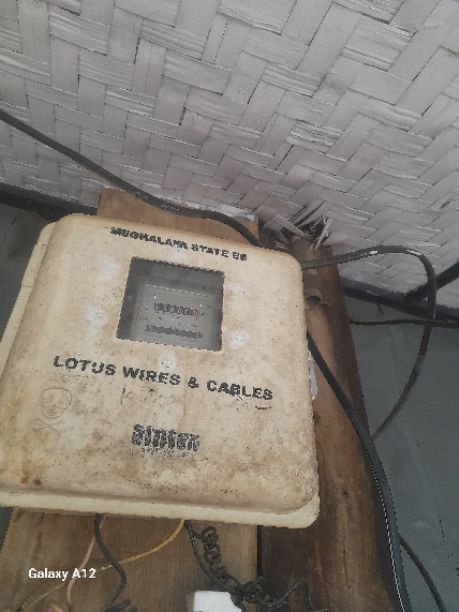 MEGHALAYA STATE EB
LOTUS WIRES & CABLES
Sintex
Galaxy A12